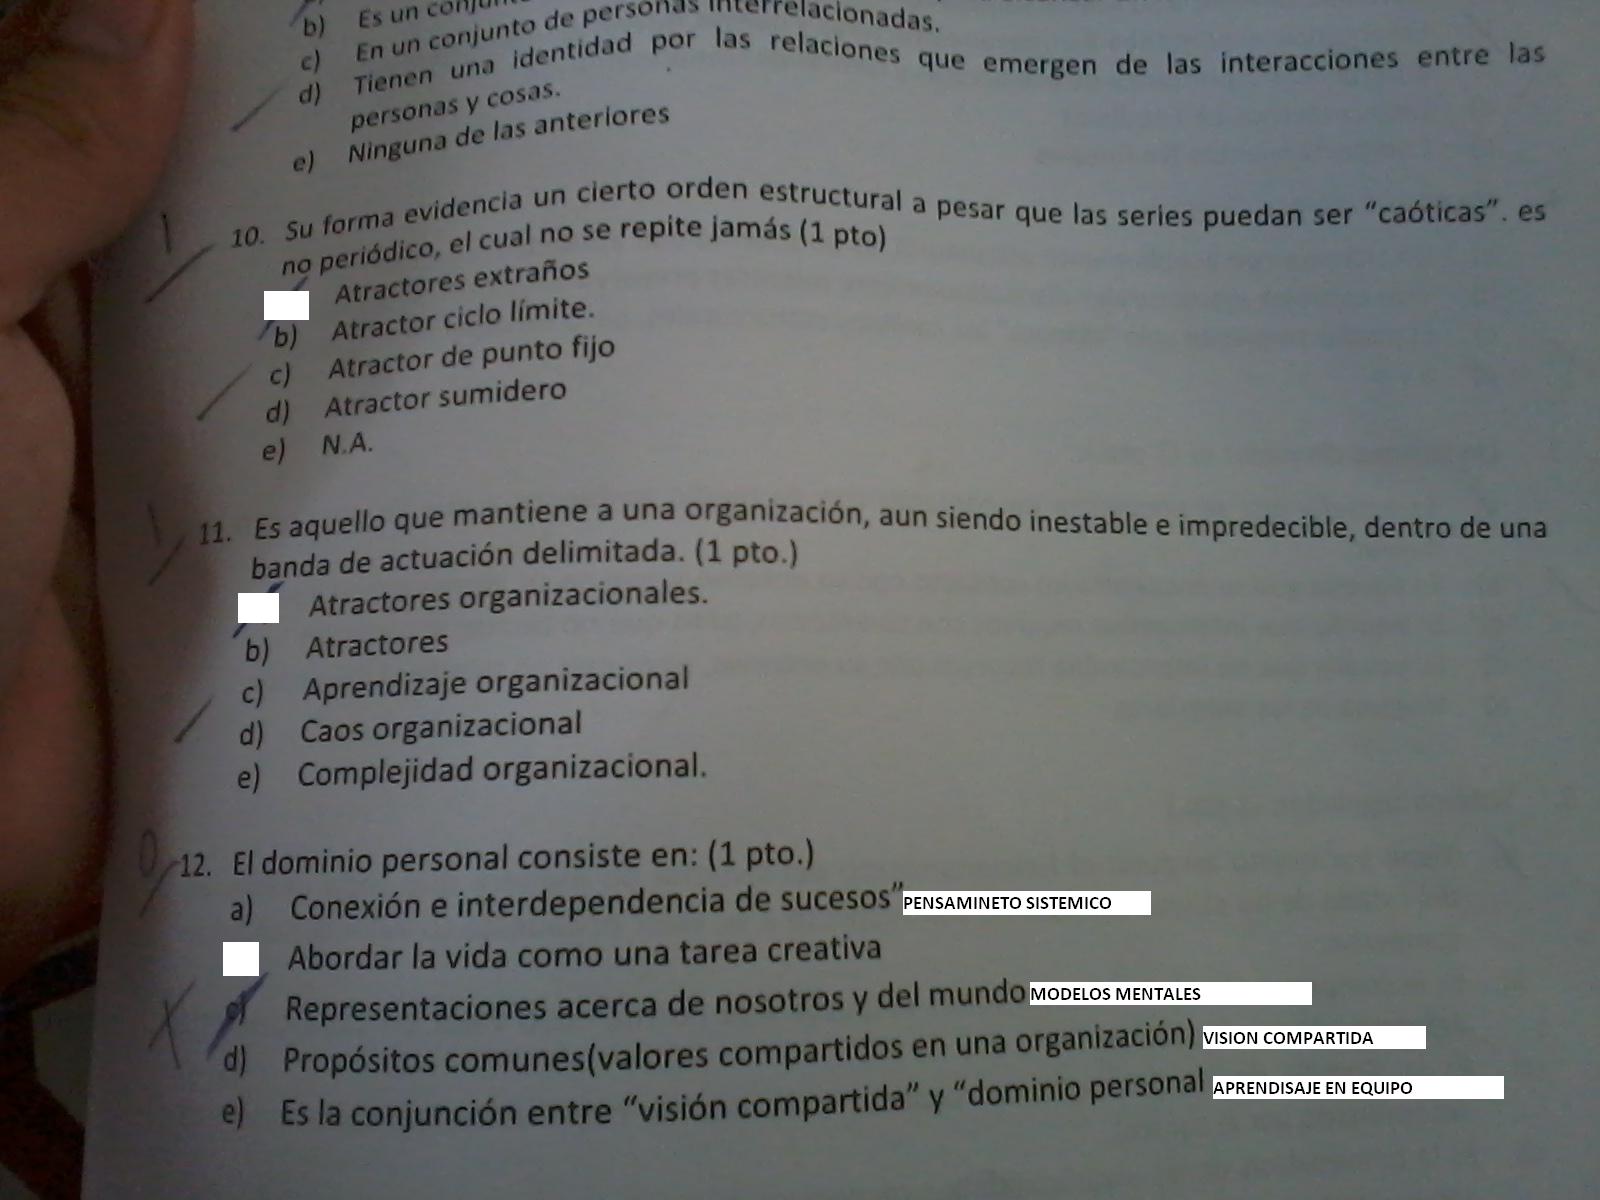 b) Es un
c) En un conjunto de personas interrelacionadas.
d) Tienen una identidad por las relaciones que emergen de las interacciones entre las
personas y cosas.
e) Ninguna de las anteriores
1
10. Su forma evidencia un cierto orden estructural a pesar que las series puedan ser “caóticas”. es
no periódico, el cual no se repite jamás (1 pto)
Atractores extraños
b) Atractor ciclo límite.
c) Atractor de punto fijo
d) Atractor sumidero
e) N.A.
1
11. Es aquello que mantiene a una organización, aun siendo inestable e impredecible, dentro de una
banda de actuación delimitada. (1 pto.)
Atractores organizacionales.
b) Atractores
c) Aprendizaje organizacional
d) Caos organizacional
e) Complejidad organizacional.
0
12. El dominio personal consiste en: (1 pto.)
a) Conexión e interdependencia de sucesos” PENSAMINETO SISTEMICO
Abordar la vida como una tarea creativa
c) Representaciones acerca de nosotros y del mundo MODELOS MENTALES
d) Propósitos comunes(valores compartidos en una organización) VISION COMPARTIDA
e) Es la conjunción entre “visión compartida” y “dominio personal APRENDISAJE EN EQUIPO